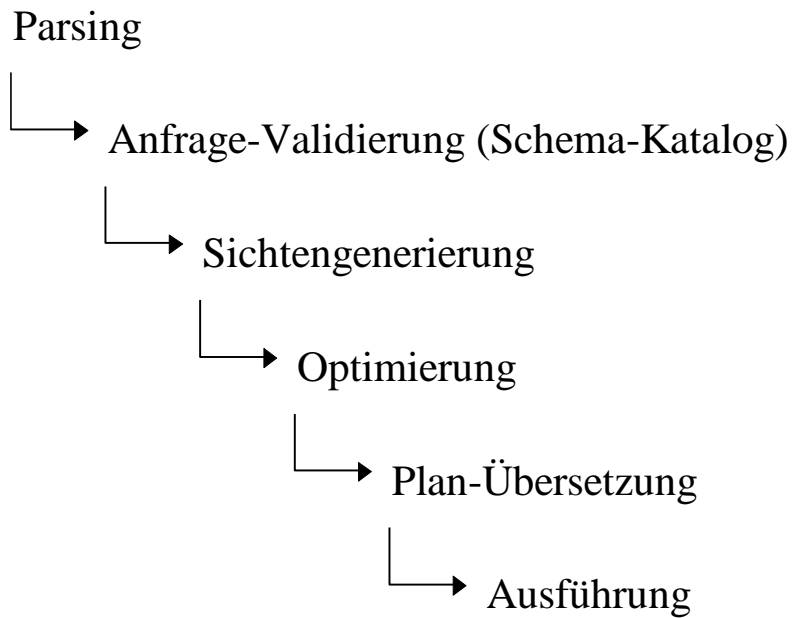 Parsing
Anfrage-Validierung (Schema-Katalog)
Sichtengenerierung
Optimierung
Plan-Übersetzung
Ausführung